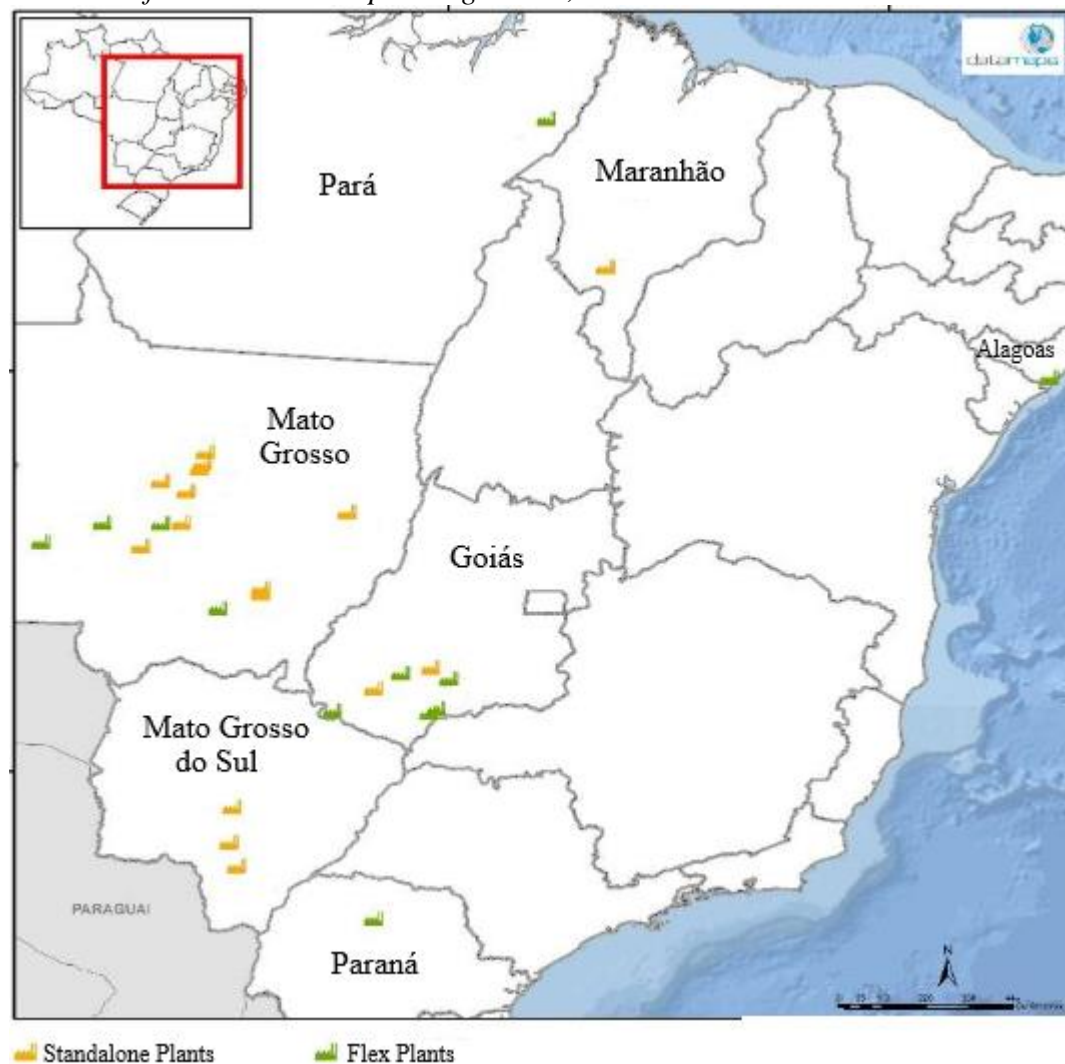 datamapa
Pará
Maranhão
Alagoas
Mato
Grosso
Goiás
Mato Grosso
do Sul
PARAGUAI
Paraná
N
Standalone Plants
Flex Plants